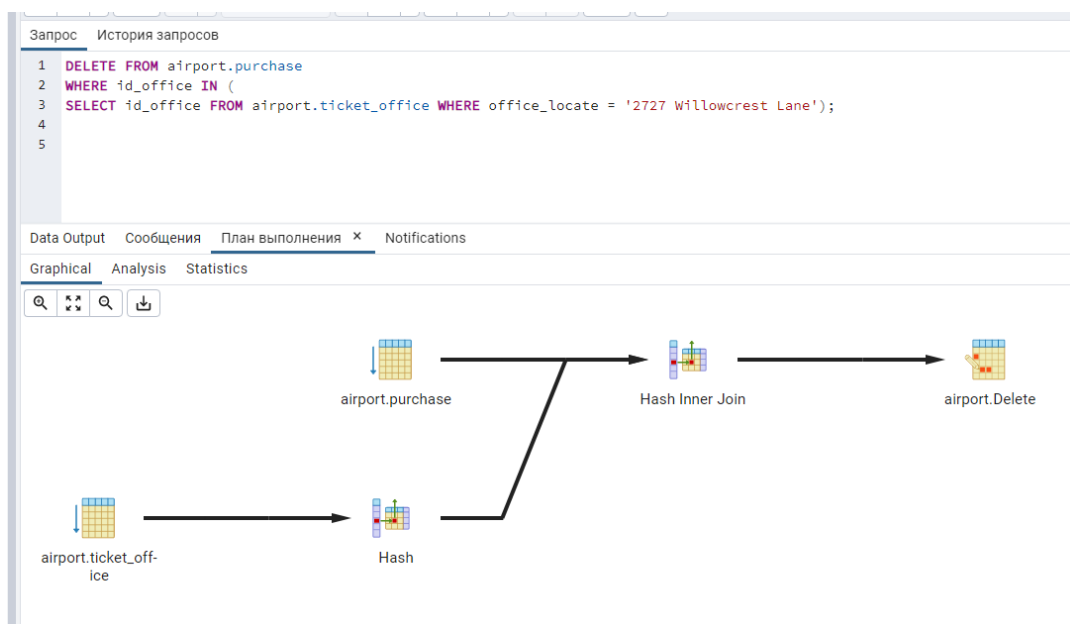 Запрос История запросов
1 DELETE FROM airport.purchase
2 WHERE id_office IN (
3 SELECT id_office FROM airport.ticket_office WHERE office_locate = '2727 Willowcrest Lane');
4
5
Data Output Сообщения План выполнения × Notifications
Graphical Analysis Statistics
airport.purchase Hash Inner Join airport.Delete
airport.ticket_off-
ice
Hash